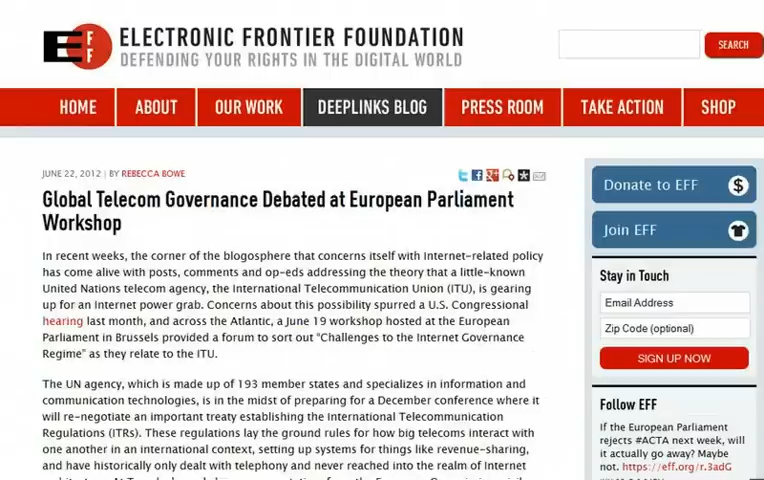 E F F ELECTRONIC FRONTIER FOUNDATION
DEFENDING YOUR RIGHTS IN THE DIGITAL WORLD
SEARCH
HOME ABOUT OUR WORK DEEPLINKS BLOG PRESS ROOM TAKE ACTION SHOP
JUNE 22, 2012 | BY REBECCA BOWE
Global Telecom Governance Debated at European Parliament
Workshop
In recent weeks, the corner of the blogosphere that concerns itself with Internet-related policy
has come alive with posts, comments and op-eds addressing the theory that a little-known
United Nations telecom agency, the International Telecommunication Union (ITU), is gearing
up for an Internet power grab. Concerns about this possibility spurred a U.S. Congressional
hearing last month, and across the Atlantic, a June 19 workshop hosted at the European
Parliament in Brussels provided a forum to sort out "Challenges to the Internet Governance
Regime" as they relate to the ITU.
The UN agency, which is made up of 193 member states and specializes in information and
communication technologies, is in the midst of preparing for a December conference where it
will re-negotiate an important treaty establishing the International Telecommunication
Regulations (ITRs). These regulations lay the ground rules for how big telecoms interact with
one another in an international context, setting up systems for things like revenue-sharing,
and have historically only dealt with telephony and never reached into the realm of Internet
Donate to EFF $
Join EFF
Stay in Touch
Email Address
Zip Code (optional)
SIGN UP NOW
Follow EFF
If the European Parliament
rejects #ACTA next week, will
it actually go away? Maybe
not. https://eff.org/r.3adG